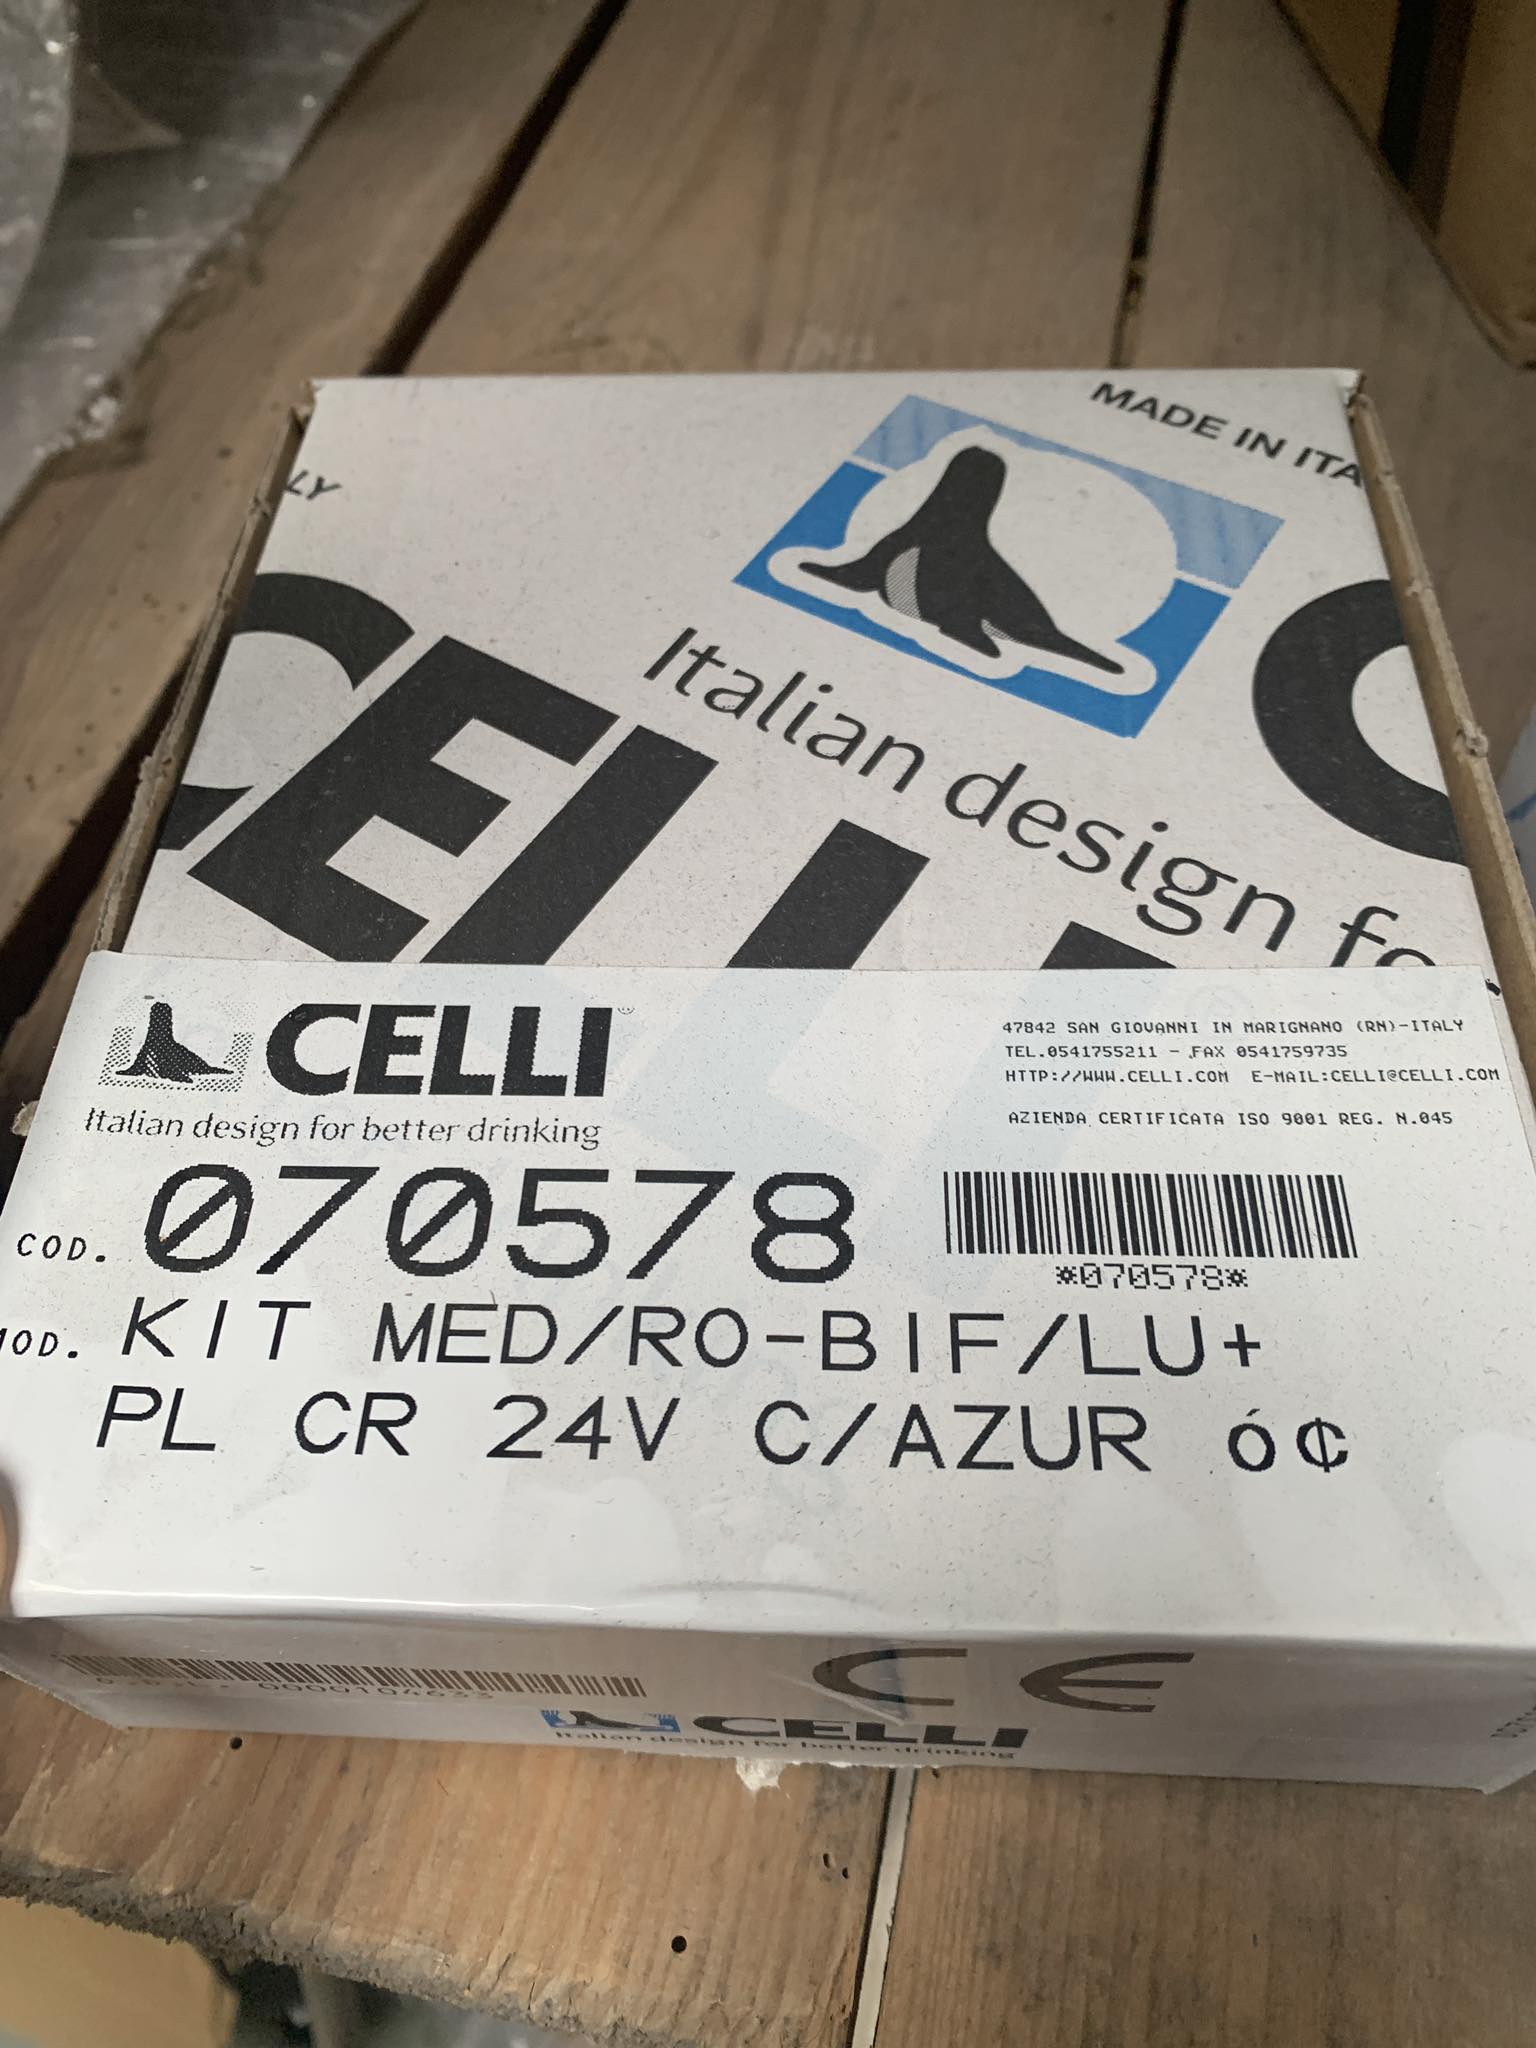 MADE IN ITA
LY
CELLI
Italian design fo
C
CELLI®
Italian design for better drinking
47842 SAN GIOVANNI IN MARIGNANO (RN)-ITALY
TEL.0541755211 - FAX 0541759735
HTTP://WWW.CELLI.COM E-MAIL:CELLI@CELLI.COM
AZIENDA CERTIFICATA ISO 9001 REG. N.045
COD. 070578
*070578*
MOD. KIT MED/RO-BIF/LU+
PL CR 24V C/AZUR ó¢
0000104633
CE
CELLI
Italian design for better drinking